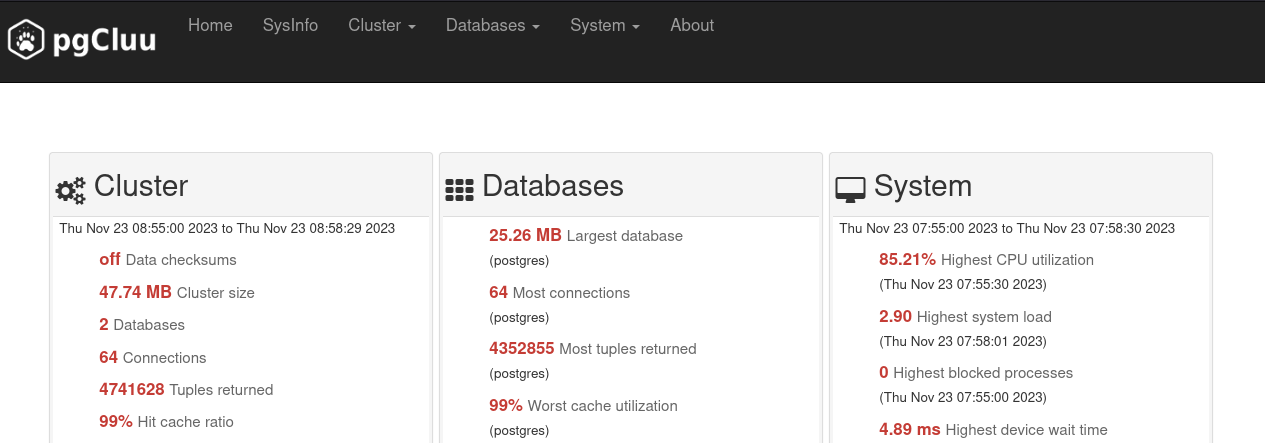 pgCluu Home SysInfo Cluster Databases System About
Cluster
Thu Nov 23 08:55:00 2023 to Thu Nov 23 08:58:29 2023
off Data checksums
47.74 MB Cluster size
2 Databases
64 Connections
4741628 Tuples returned
99% Hit cache ratio
Databases
25.26 MB Largest database
(postgres)
64 Most connections
(postgres)
4352855 Most tuples returned
(postgres)
99% Worst cache utilization
(postgres)
System
Thu Nov 23 07:55:00 2023 to Thu Nov 23 07:58:30 2023
85.21% Highest CPU utilization
(Thu Nov 23 07:55:30 2023)
2.90 Highest system load
(Thu Nov 23 07:58:01 2023)
0 Highest blocked processes
(Thu Nov 23 07:55:00 2023)
4.89 ms Highest device wait time